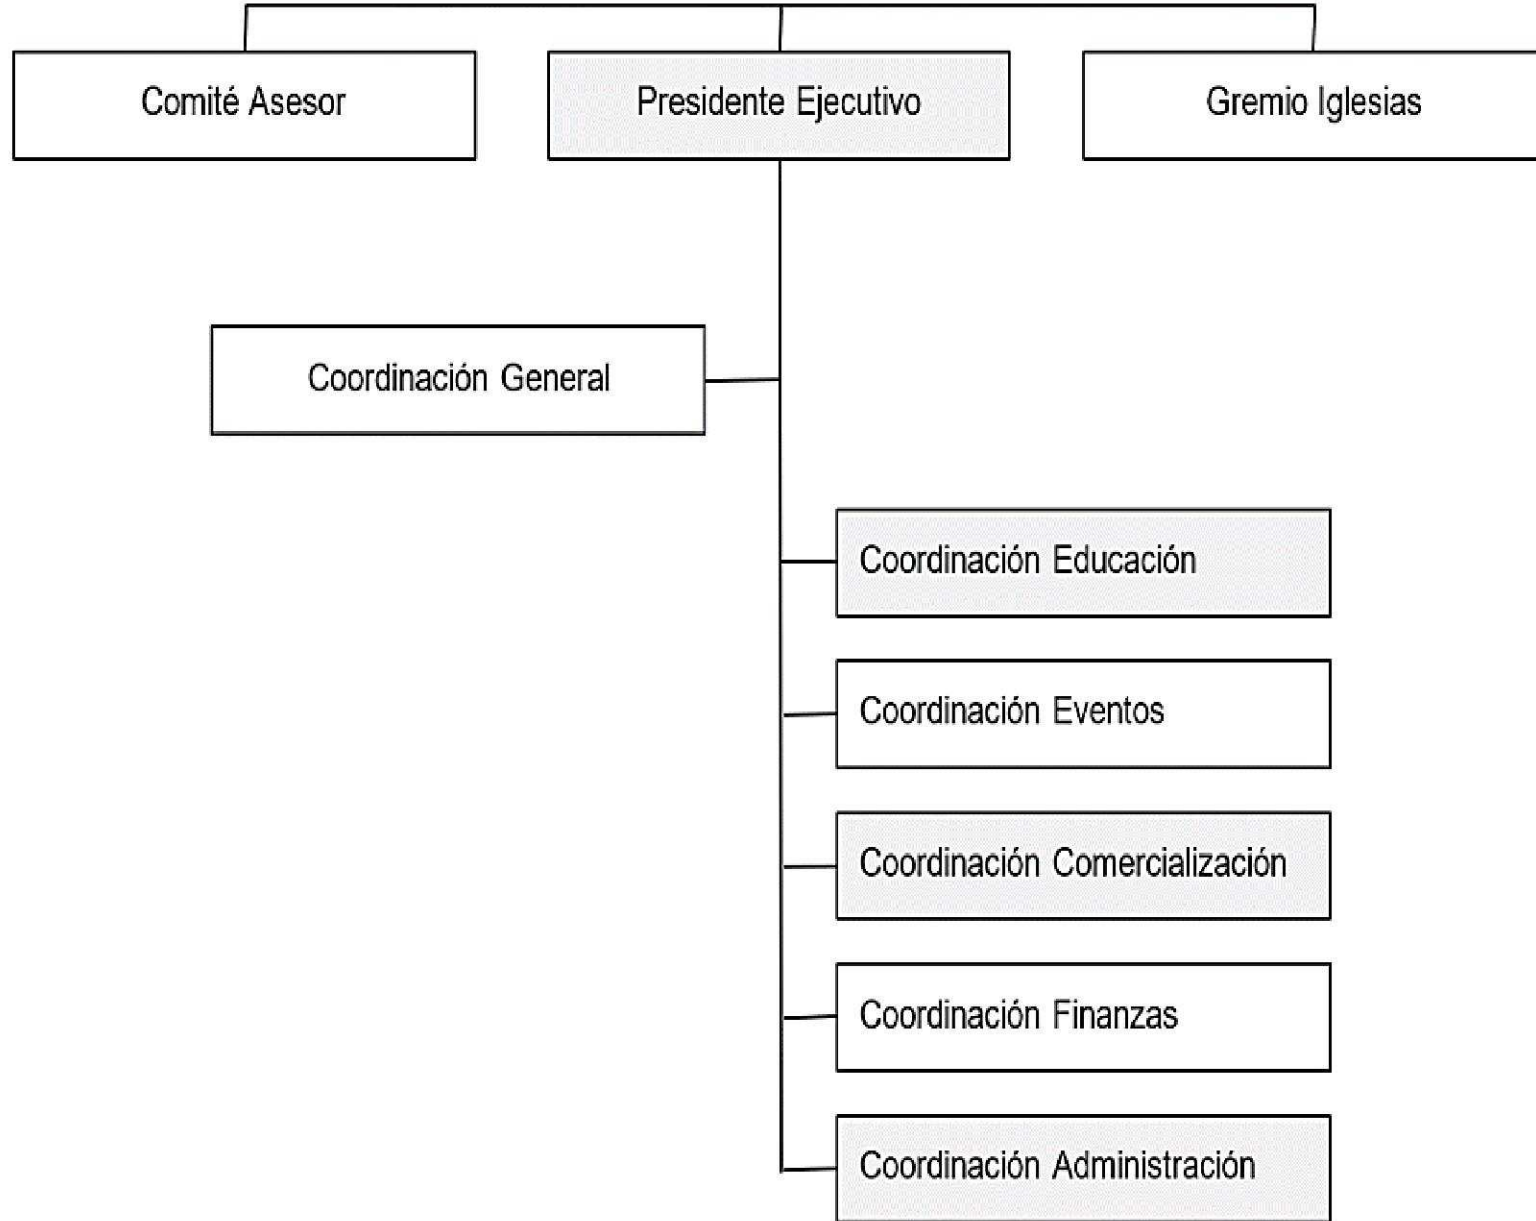 Comité Asesor
Presidente Ejecutivo
Gremio Iglesias
Coordinación General
Coordinación Educación
Coordinación Eventos
Coordinación Comercialización
Coordinación Finanzas
Coordinación Administración